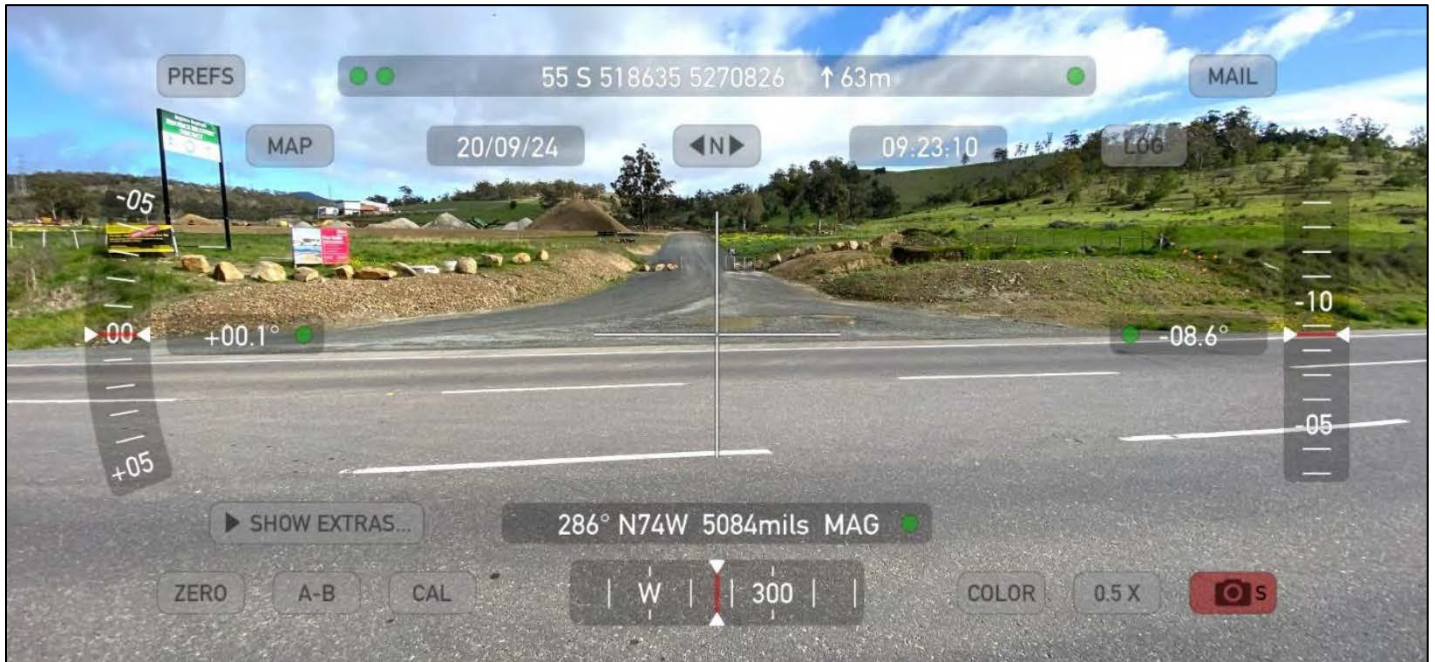 PREFS
55 S 518635 5270826 ↑ 63m
MAIL
MAP
20/09/24
◀N▶
09:23:10
LOG
-05
00
+05
+00.1°
-08.6°
-10
-05
▶ SHOW EXTRAS...
286° N74W 5084mils MAG
ZERO
A-B
CAL
W
300
COLOR
0.5 X
S